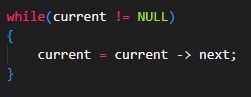 while(current != NULL)
{
    current = current -> next;
}